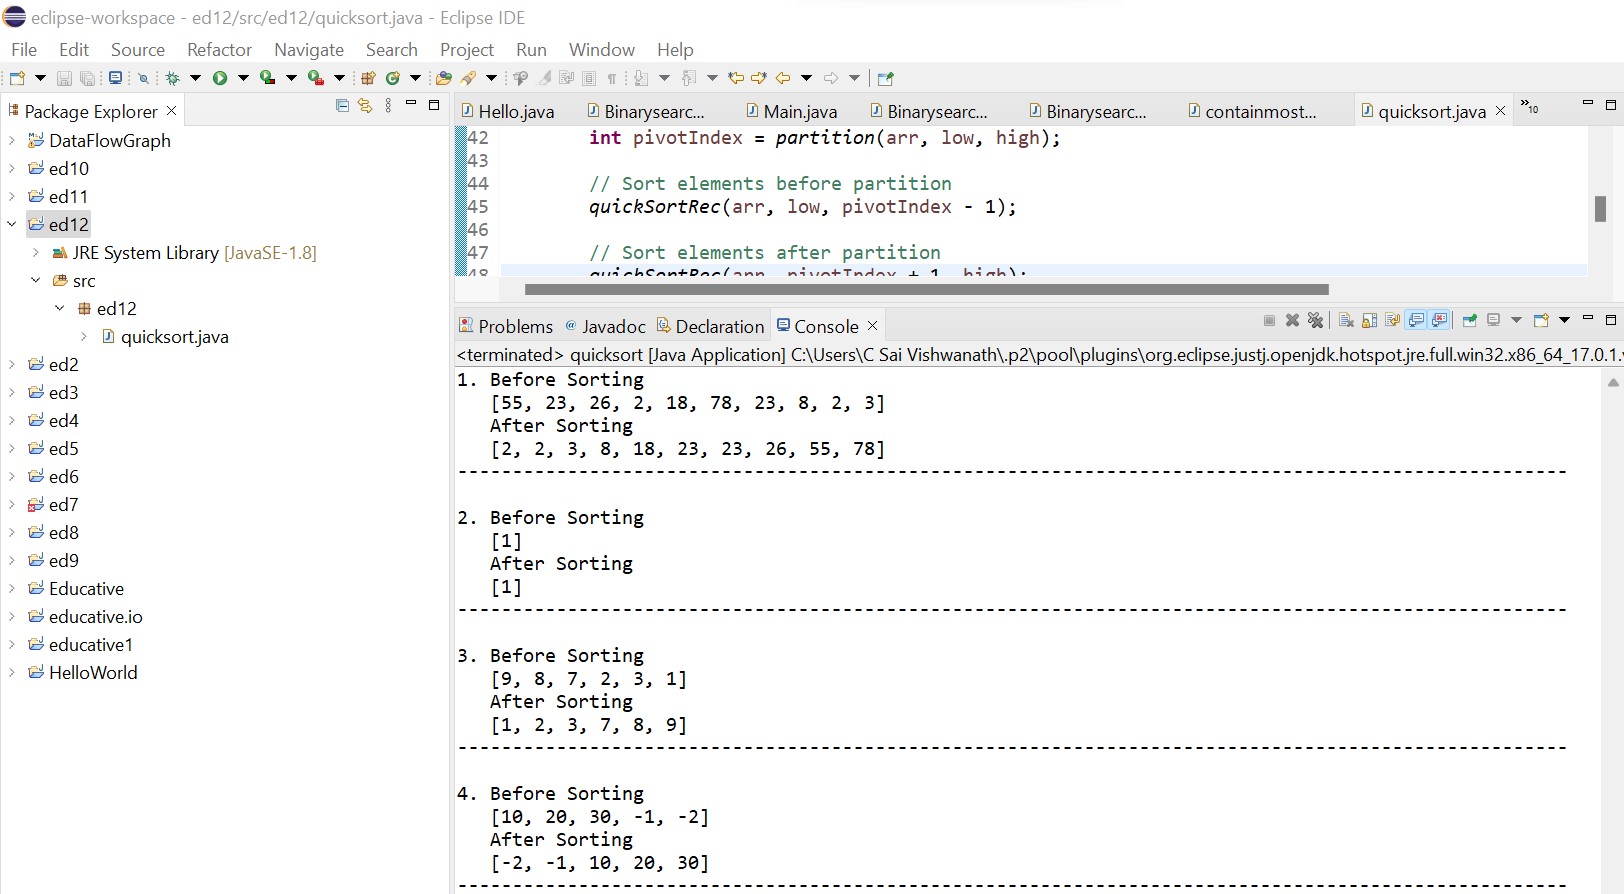 eclipse-workspace - ed12/src/ed12/quicksort.java - Eclipse IDE
File Edit Source Refactor Navigate Search Project Run Window Help
Package Explorer
DataFlowGraph
ed10
ed11
ed12
JRE System Library [JavaSE-1.8]
src
ed12
quicksort.java
ed2
ed3
ed4
ed5
ed6
ed7
ed8
ed9
Educative
educative.io
educative1
HelloWorld
Hello.java Binarysearc... Main.java Binarysearc... Binarysearc... containmost... quicksort.java »10
42 int pivotIndex = partition(arr, low, high);
43
44 // Sort elements before partition
45 quickSortRec(arr, low, pivotIndex - 1);
46
47 // Sort elements after partition
48 quickSortRec(arr, pivotIndex + 1, high);
Problems @ Javadoc Declaration Console
<terminated> quicksort [Java Application] C:\Users\C Sai Vishwanath\.p2\pool\plugins\org.eclipse.justj.openjdk.hotspot.jre.full.win32.x86_64_17.0.1.
1. Before Sorting
[55, 23, 26, 2, 18, 78, 23, 8, 2, 3]
After Sorting
[2, 2, 3, 8, 18, 23, 23, 26, 55, 78]
-----------------------------------------------------------------------------------------------------
2. Before Sorting
[1]
After Sorting
[1]
-----------------------------------------------------------------------------------------------------
3. Before Sorting
[9, 8, 7, 2, 3, 1]
After Sorting
[1, 2, 3, 7, 8, 9]
-----------------------------------------------------------------------------------------------------
4. Before Sorting
[10, 20, 30, -1, -2]
After Sorting
[-2, -1, 10, 20, 30]
-----------------------------------------------------------------------------------------------------